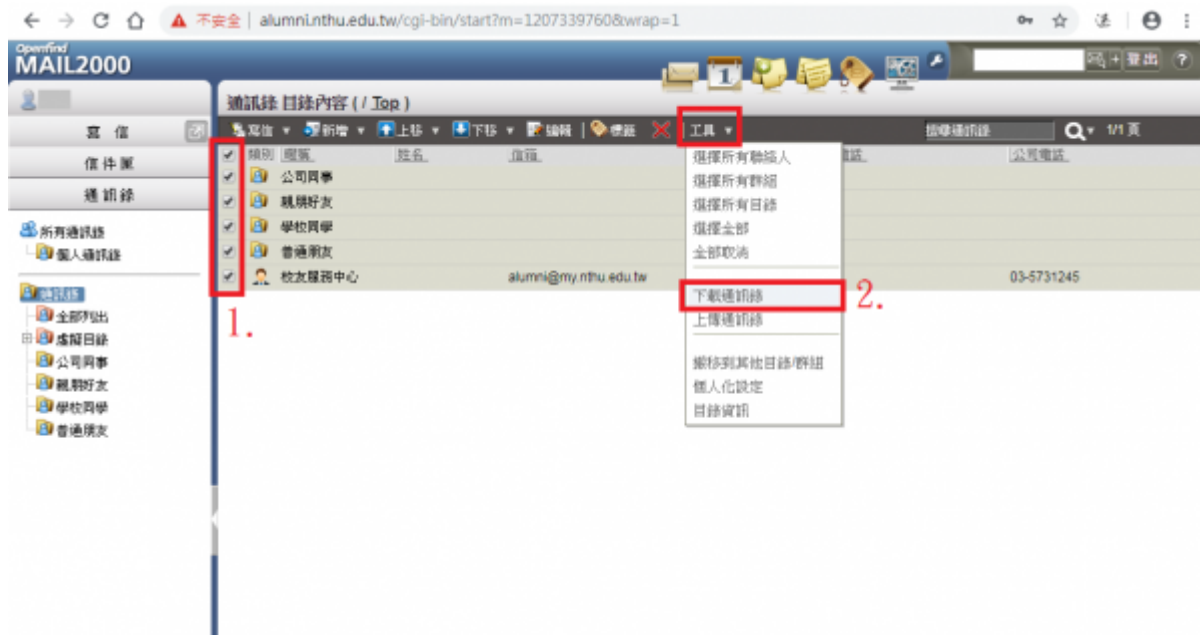 不安全 | alumni.nthu.edu.tw/cgi-bin/start?m=1207339760&wrap=1
Openfind
MAIL2000
登出 ?
通訊錄 目錄內容 ( / Top )
寫信 新增 上移 下移 編輯 標籤 工具 搜尋通訊錄 1/1 頁
寫 信
信件匣
通訊錄
所有通訊錄
個人通訊錄
通訊錄
全部列出
虛擬目錄
公司同事
親朋好友
學校同學
普通朋友
類別 暱稱 姓名 信箱 電話 公司電話
公司同事
親朋好友
學校同學
普通朋友
校友服務中心 alumni@my.nthu.edu.tw 03-5731245
1.
選擇所有聯絡人
選擇所有群組
選擇所有目錄
選擇全部
全部取消
下載通訊錄
2.
上傳通訊錄
搬移到其他目錄/群組
個人化設定
目錄資訊